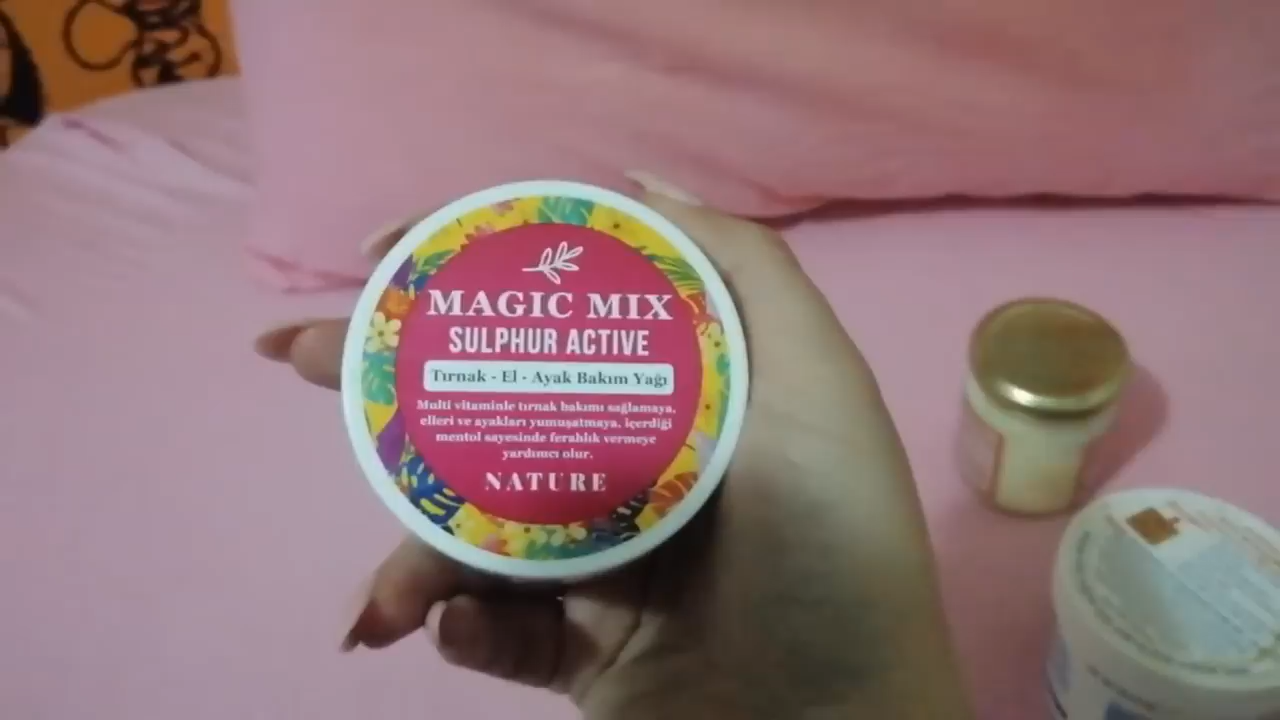 MAGIC MIX
SULPHUR ACTIVE
Tırnak - El - Ayak Bakım Yağı
Multi vitaminle tırnak bakımı sağlamaya,
elleri ve ayakları yumuşatmaya, içerdiği
mentol sayesinde ferahlık vermeye
yardımcı olur.
NATURE